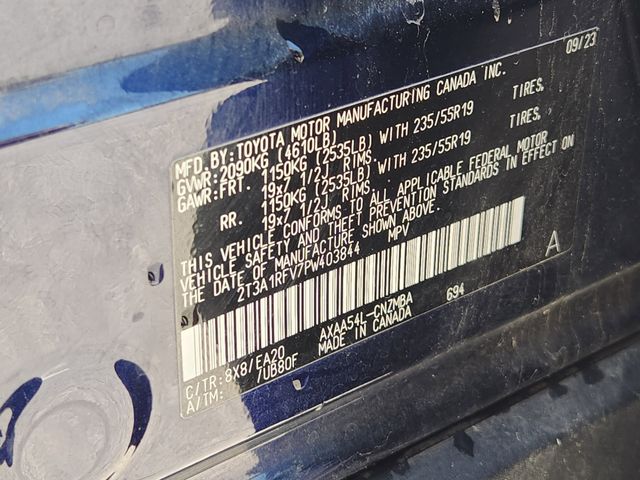 09/23
MFD. BY: TOYOTA MOTOR MANUFACTURING CANADA INC.
GVWR: 2090KG (4610LB)
GAWR: FRT. 1150KG (2535LB) WITH 235/55R19 TIRES,
19x7 1/2J RIMS.
RR. 1150KG (2535LB) WITH 235/55R19 TIRES,
19x7 1/2J RIMS.
THIS VEHICLE CONFORMS TO ALL APPLICABLE FEDERAL MOTOR
VEHICLE SAFETY AND THEFT PREVENTION STANDARDS IN EFFECT ON
THE DATE OF MANUFACTURE SHOWN ABOVE.
2T3A1RFV7PW403844 MPV
A
C/TR: 8X8/EA20 AXAA54L-CNZMBA 694
A/TM: /UB80F MADE IN CANADA